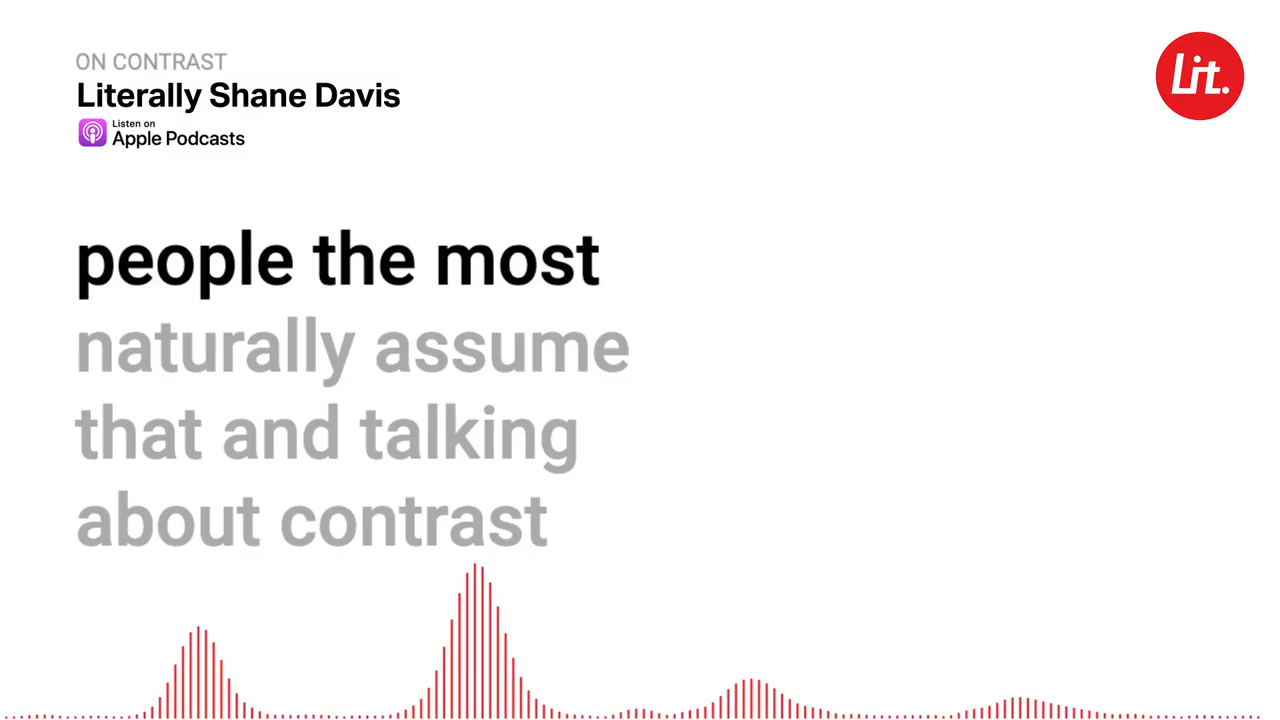 ON CONTRAST
Literally Shane Davis
Listen on
Apple Podcasts
Lit.
people the most
naturally assume
that and talking
about contrast